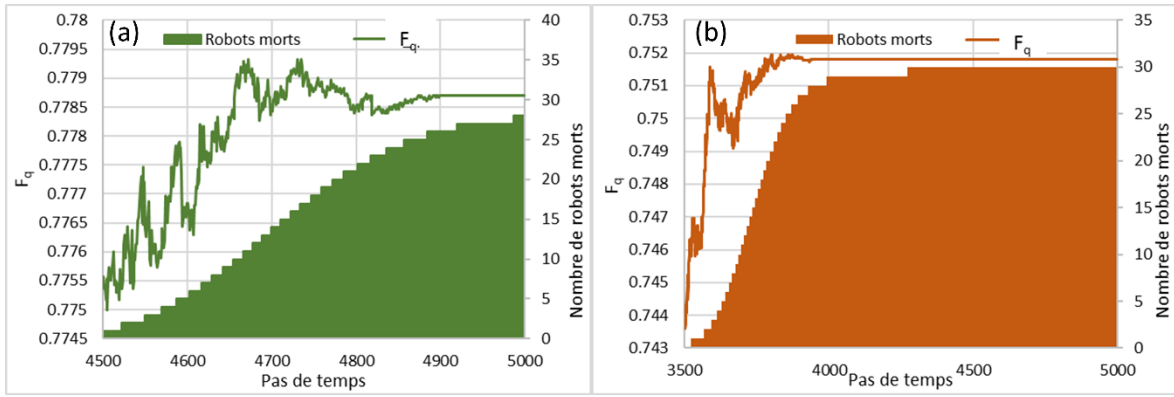 (a)
Robots morts
F_q.
0.78
0.7795
0.779
0.7785
0.778
0.7775
0.777
0.7765
0.776
0.7755
0.775
0.7745
F_q
40
35
30
25
20
15
10
5
0
Nombre de robots morts
4500 4600 4700 4800 4900 5000
Pas de temps
(b)
Robots morts
F_q
0.753
0.752
0.751
0.75
0.749
0.748
0.747
0.746
0.745
0.744
0.743
F_q
35
30
25
20
15
10
5
0
Nombre de robots morts
3500 4000 4500 5000
Pas de temps